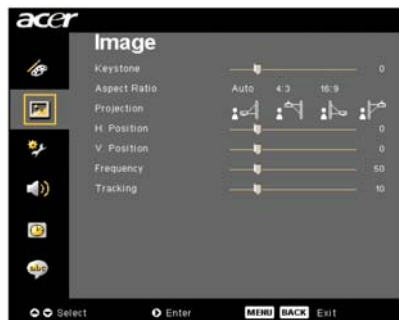 acer
Image
Keystone 0
Aspect Ratio Auto 4:3 16:9
Projection
H. Position 0
V. Position 0
Frequency 50
Tracking 10
abc
Select Enter MENU BACK Exit